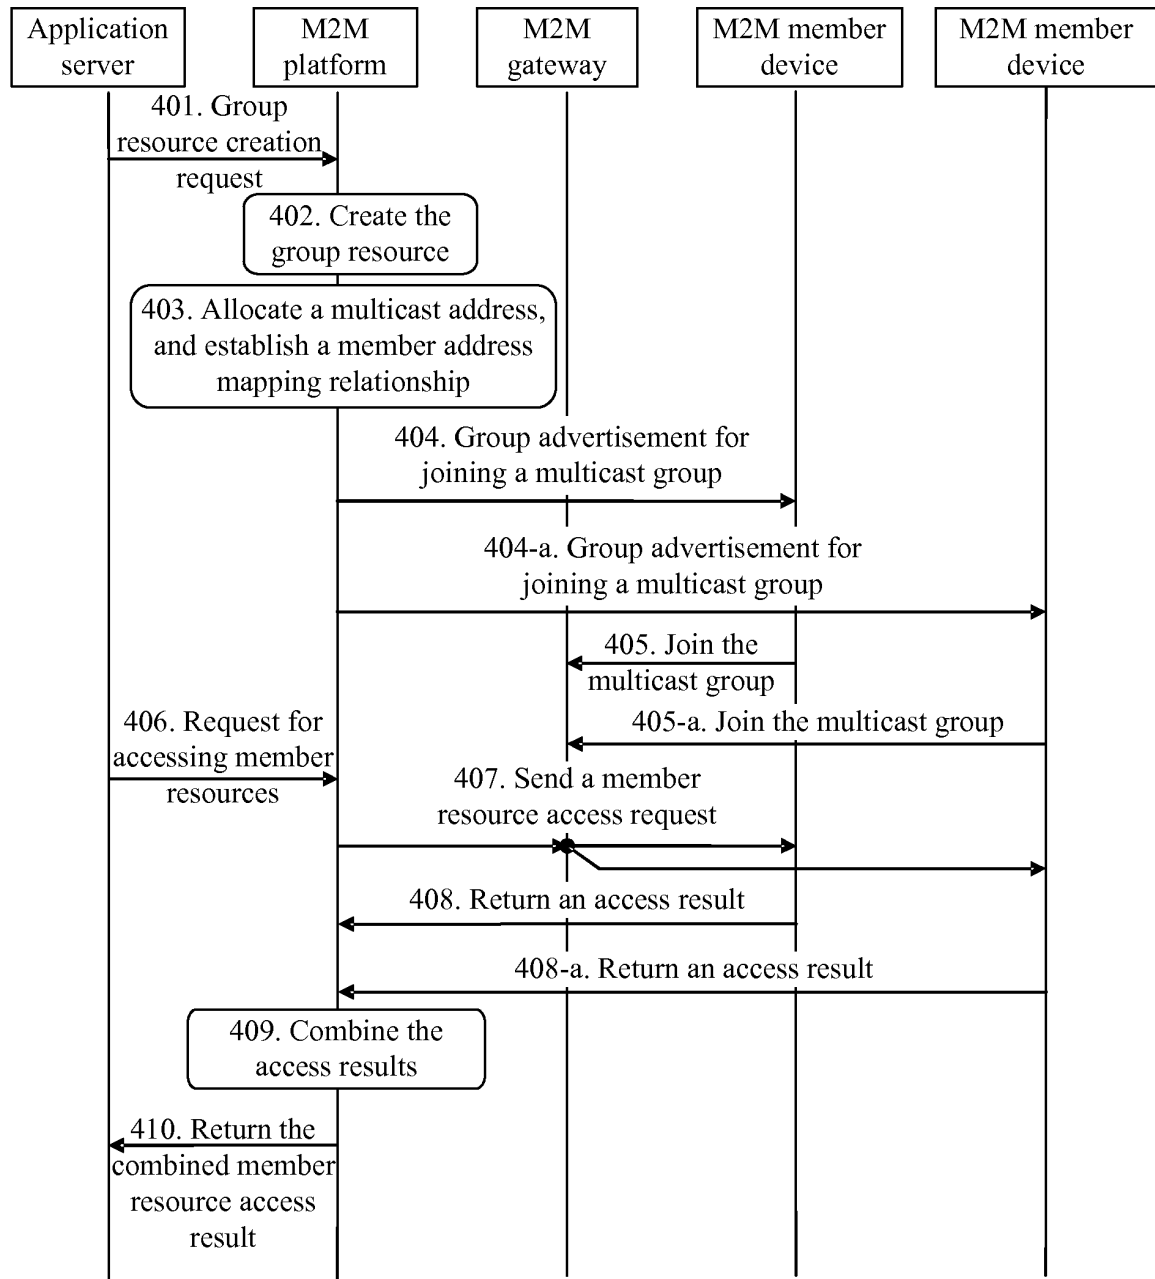 Application
server
M2M
platform
M2M
gateway
M2M member
device
M2M member
device
401. Group
resource creation
request
402. Create the
group resource
403. Allocate a multicast address,
and establish a member address
mapping relationship
404. Group advertisement for
joining a multicast group
404-a. Group advertisement for
joining a multicast group
405. Join the
multicast group
405-a. Join the multicast group
406. Request for
accessing member
resources
407. Send a member
resource access request
408. Return an access result
408-a. Return an access result
409. Combine the
access results
410. Return the
combined member
resource access
result